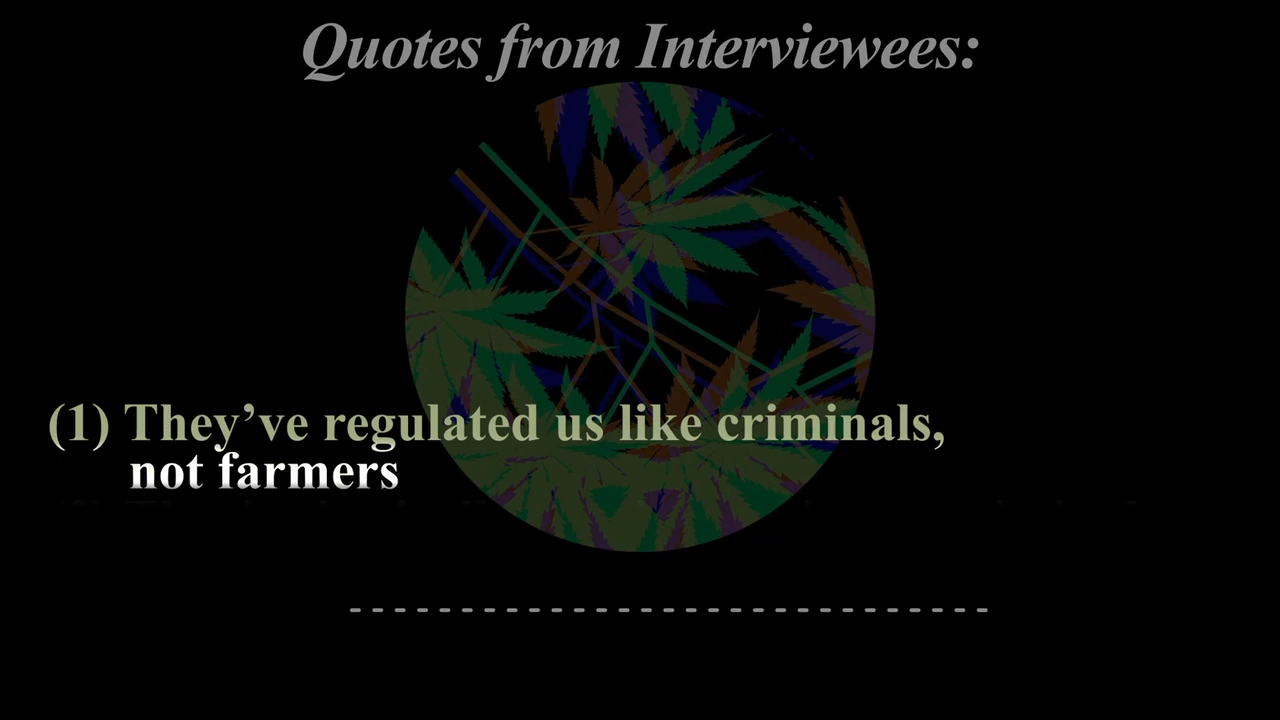 Quotes from Interviewees:
(1) They’ve regulated us like criminals,
not farmers